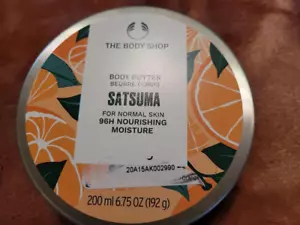 THE BODY SHOP
BODY BUTTER
BEURRE CORPS
SATSUMA
FOR NORMAL SKIN
96H NOURISHING
MOISTURE
20A15AK002990
200 ml 6.75 OZ (192 g)